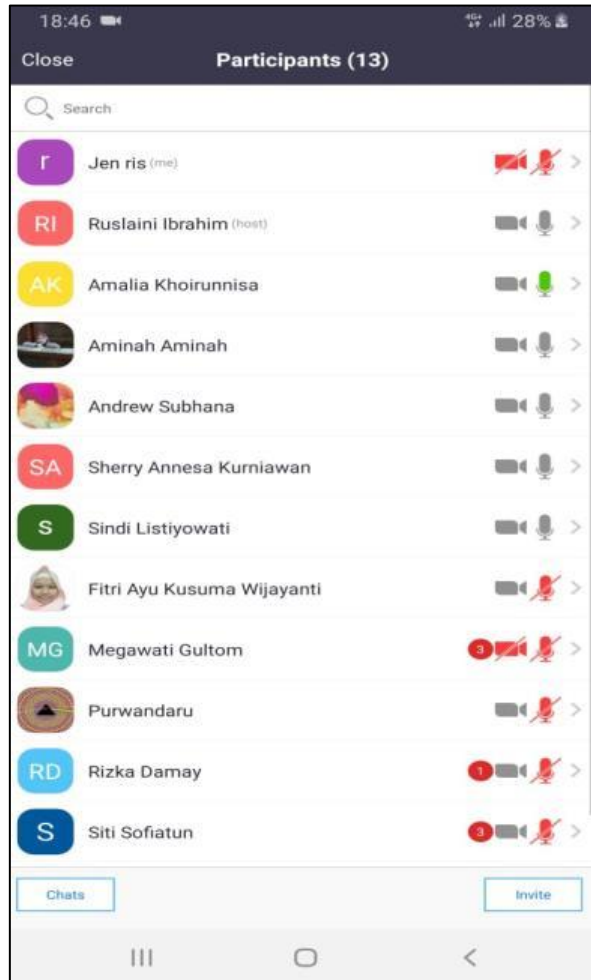 18:46 4G+ 28%
Close Participants (13)
Search
r Jen ris (me)
RI Ruslaini Ibrahim (host)
AK Amalia Khoirunnisa
Aminah Aminah
Andrew Subhana
SA Sherry Annesa Kurniawan
s Sindi Listiyowati
Fitri Ayu Kusuma Wijayanti
MG Megawati Gultom 3
Purwandaru
RD Rizka Damay 1
S Siti Sofiatun 3
Chats Invite